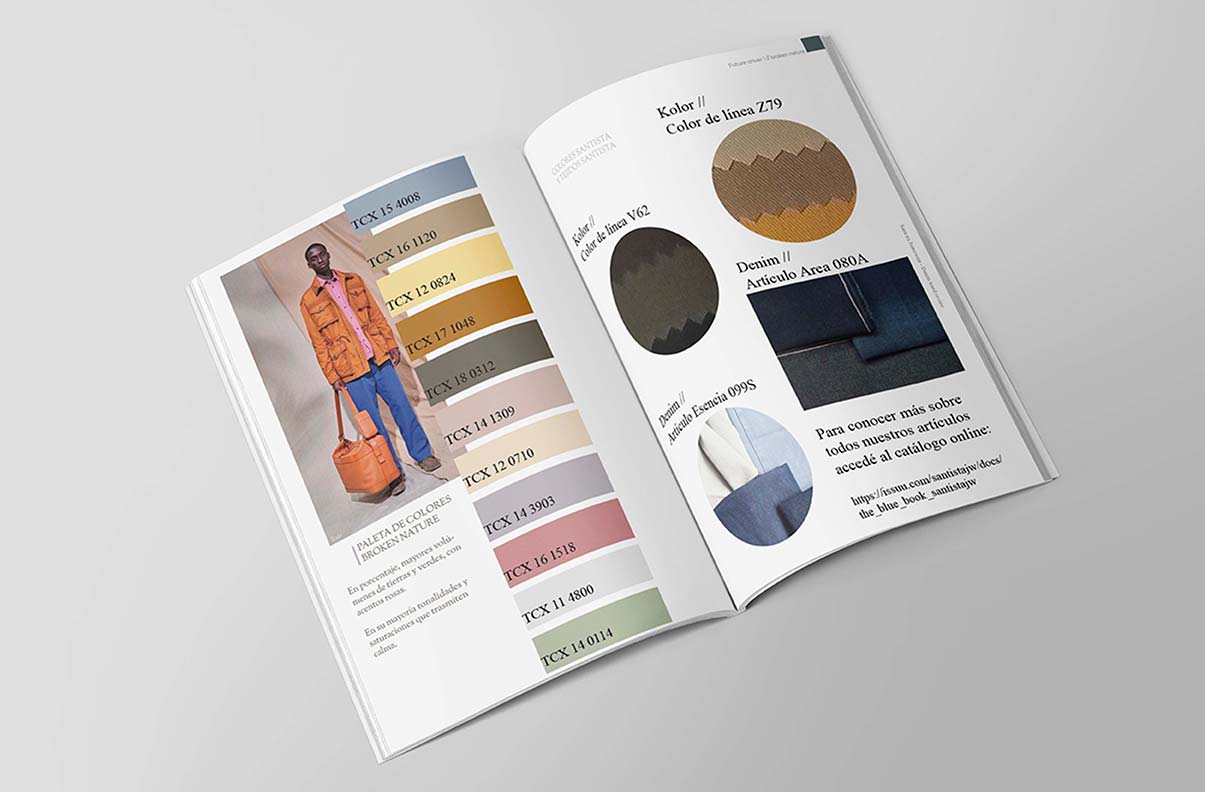 TCX 15 4008
TCX 16 1120
TCX 12 0824
TCX 17 1048
TCX 18 0312
TCX 14 1309
TCX 12 0710
TCX 14 3903
TCX 16 1518
TCX 11 4800
TCX 14 0114
PALETA DE COLORES
BROKEN NATURE
En porcentaje, mayores volú-
menes de tierras y verdes, con
acentos rosas.
En su mayoría tonalidades y
saturaciones que trasmiten
calma.
Future driver \\ broken nature
COLORES SANTISTA
Y TEJIDOS SANTISTA
Kolor //
Color de línea Z79
Kolor //
Color de línea V62
Denim //
Artículo Area 080A
Denim //
Artículo Esencia 099S
Para conocer más sobre
todos nuestros artículos
accedé al catálogo online:
https://issuu.com/santistajw/docs/
the_blue_book_santistajw